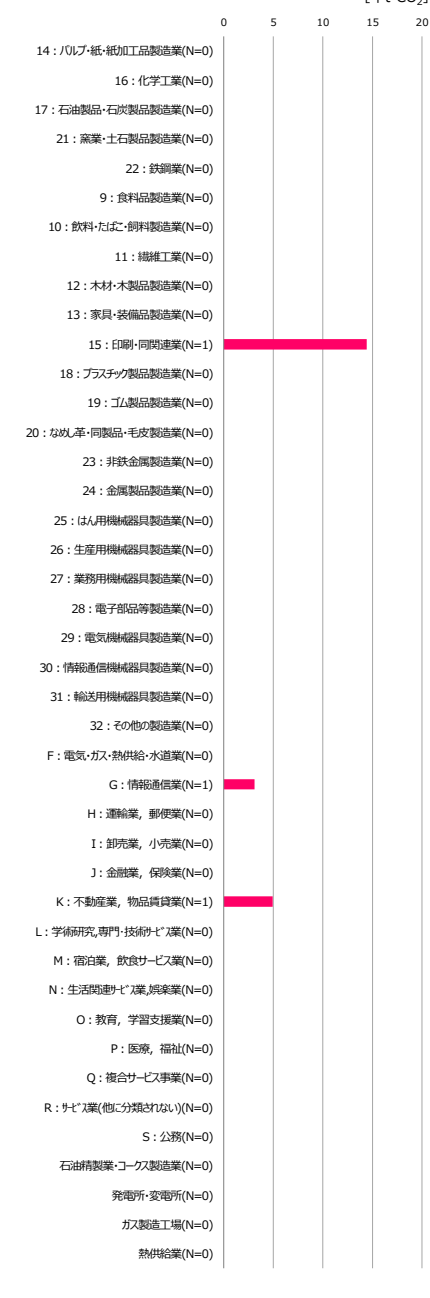 0 5 10 15 20
14：パルプ・紙・紙加工品製造業(N=0)
16：化学工業(N=0)
17：石油製品・石炭製品製造業(N=0)
21：窯業・土石製品製造業(N=0)
22：鉄鋼業(N=0)
9：食料品製造業(N=0)
10：飲料・たばこ・飼料製造業(N=0)
11：繊維工業(N=0)
12：木材・木製品製造業(N=0)
13：家具・装備品製造業(N=0)
15：印刷・同関連業(N=1)
18：プラスチック製品製造業(N=0)
19：ゴム製品製造業(N=0)
20：なめし革・同製品・毛皮製造業(N=0)
23：非鉄金属製造業(N=0)
24：金属製品製造業(N=0)
25：はん用機械器具製造業(N=0)
26：生産用機械器具製造業(N=0)
27：業務用機械器具製造業(N=0)
28：電子部品等製造業(N=0)
29：電気機械器具製造業(N=0)
30：情報通信機械器具製造業(N=0)
31：輸送用機械器具製造業(N=0)
32：その他の製造業(N=0)
F：電気・ガス・熱供給・水道業(N=0)
G：情報通信業(N=1)
H：運輸業，郵便業(N=0)
I：卸売業，小売業(N=0)
J：金融業，保険業(N=0)
K：不動産業，物品賃貸業(N=1)
L：学術研究,専門・技術ｻｰﾋﾞｽ業(N=0)
M：宿泊業，飲食サービス業(N=0)
N：生活関連ｻｰﾋﾞｽ業,娯楽業(N=0)
O：教育，学習支援業(N=0)
P：医療，福祉(N=0)
Q：複合サービス事業(N=0)
R：ｻｰﾋﾞｽ業(他に分類されない)(N=0)
S：公務(N=0)
石油精製業・コークス製造業(N=0)
発電所・変電所(N=0)
ガス製造工場(N=0)
熱供給業(N=0)